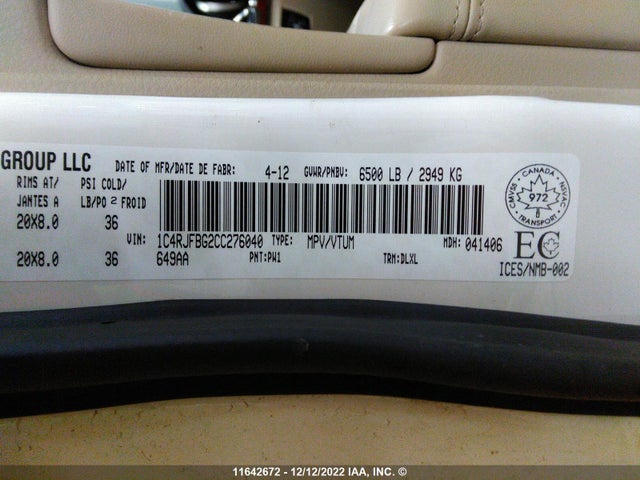 GROUP LLC DATE OF MFR/DATE DE FABR: 4-12 GVWR/PNBV: 6500 LB / 2949 KG
RIMS AT/ PSI COLD/
JANTES A LB/PO 2 FROID
20X8.0 36
VIN: 1C4RJFBG2CC276040 TYPE: MPV/VTUM MDH: 041406
20X8.0 36 649AA PNT: PW1 TRM: DLXL
CANADA
CMVSS NSVAC
972
TRANSPORT
EC
ICES/NMB-002
11642672 - 12/12/2022 IAA, INC. ©